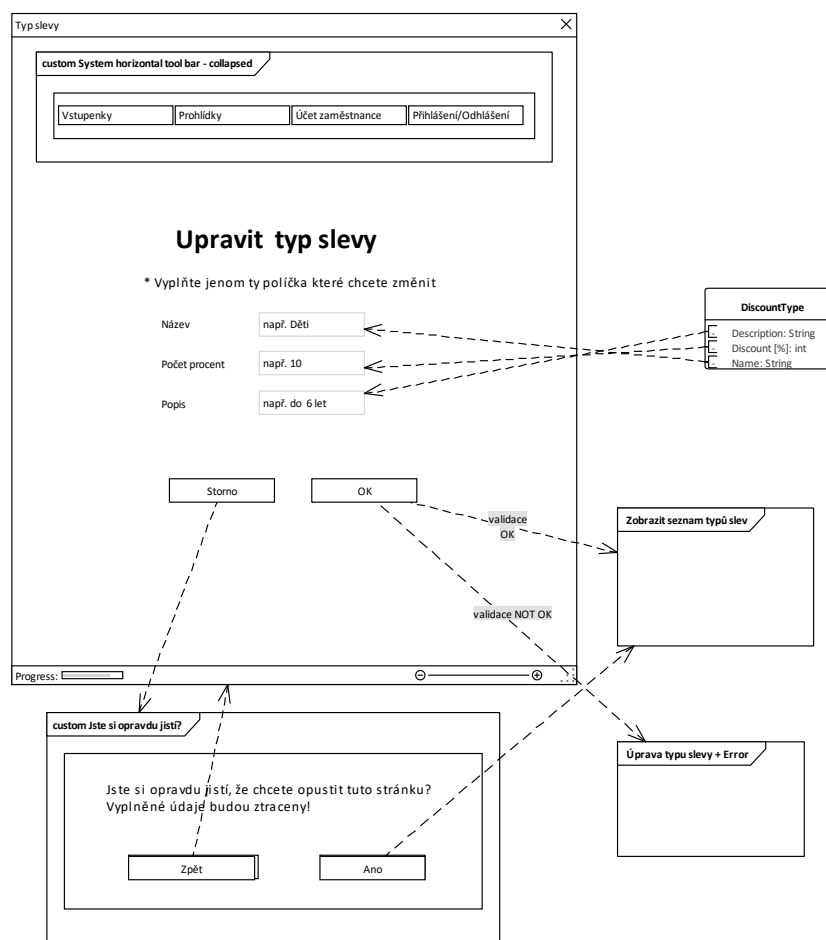 Typ slevy
custom System horizontal tool bar - collapsed
Vstupenky
Prohlídky
Účet zaměstnance
Přihlášení/Odhlášení
Upravit typ slevy
* Vyplňte jenom ty políčka které chcete změnit
Název
např. Děti
Počet procent
např. 10
Popis
např. do 6 let
DiscountType
- Description: String
- Discount [%]: int
- Name: String
Storno
OK
validace
OK
validace NOT OK
Zobrazit seznam typů slev
Progress:
custom Jste si opravdu jistí?
Jste si opravdu jistí, že chcete opustit tuto stránku?
Vyplněné údaje budou ztraceny!
Zpět
Ano
Úprava typu slevy + Error